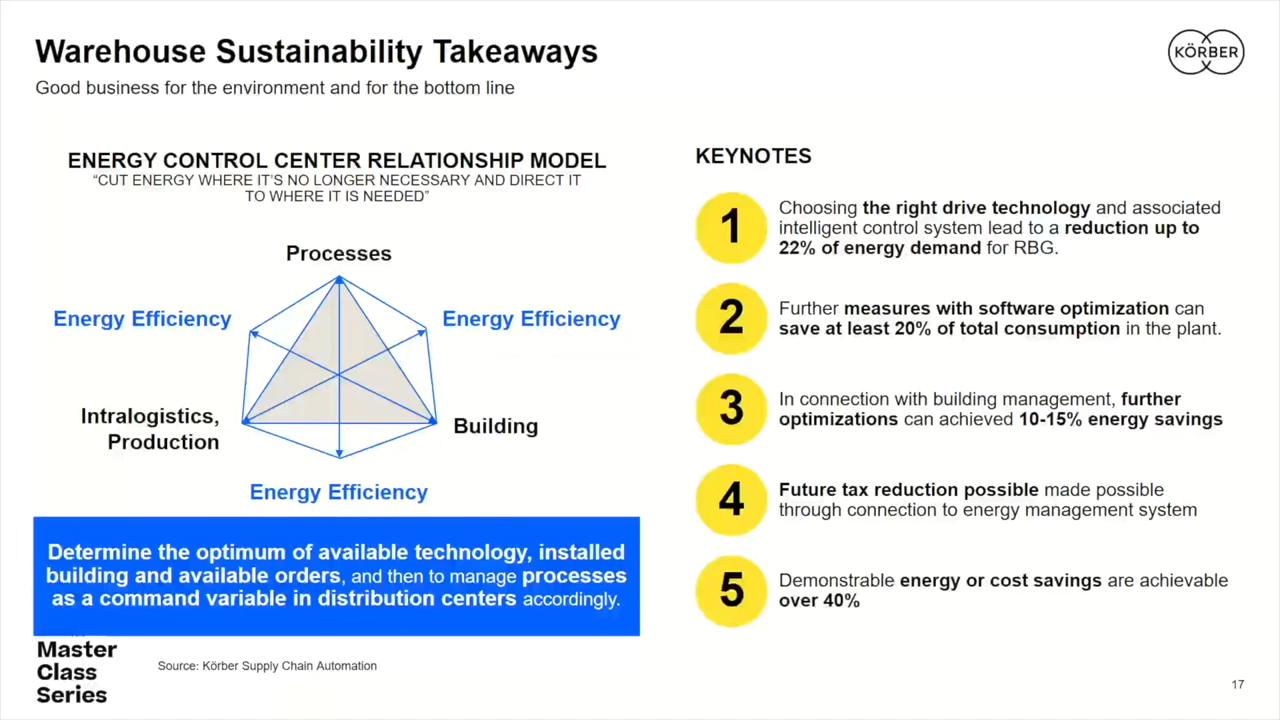 Warehouse Sustainability Takeaways
Good business for the environment and for the bottom line
KÖRBER
ENERGY CONTROL CENTER RELATIONSHIP MODEL
“CUT ENERGY WHERE IT’S NO LONGER NECESSARY AND DIRECT IT
TO WHERE IT IS NEEDED”
Processes
Energy Efficiency
Energy Efficiency
Intralogistics,
Production
Building
Energy Efficiency
Determine the optimum of available technology, installed
building and available orders, and then to manage processes
as a command variable in distribution centers accordingly.
KEYNOTES
1
Choosing the right drive technology and associated
intelligent control system lead to a reduction up to
22% of energy demand for RBG.
2
Further measures with software optimization can
save at least 20% of total consumption in the plant.
3
In connection with building management, further
optimizations can achieved 10-15% energy savings
4
Future tax reduction possible made possible
through connection to energy management system
5
Demonstrable energy or cost savings are achievable
over 40%
Master
Class
Series
Source: Körber Supply Chain Automation
17